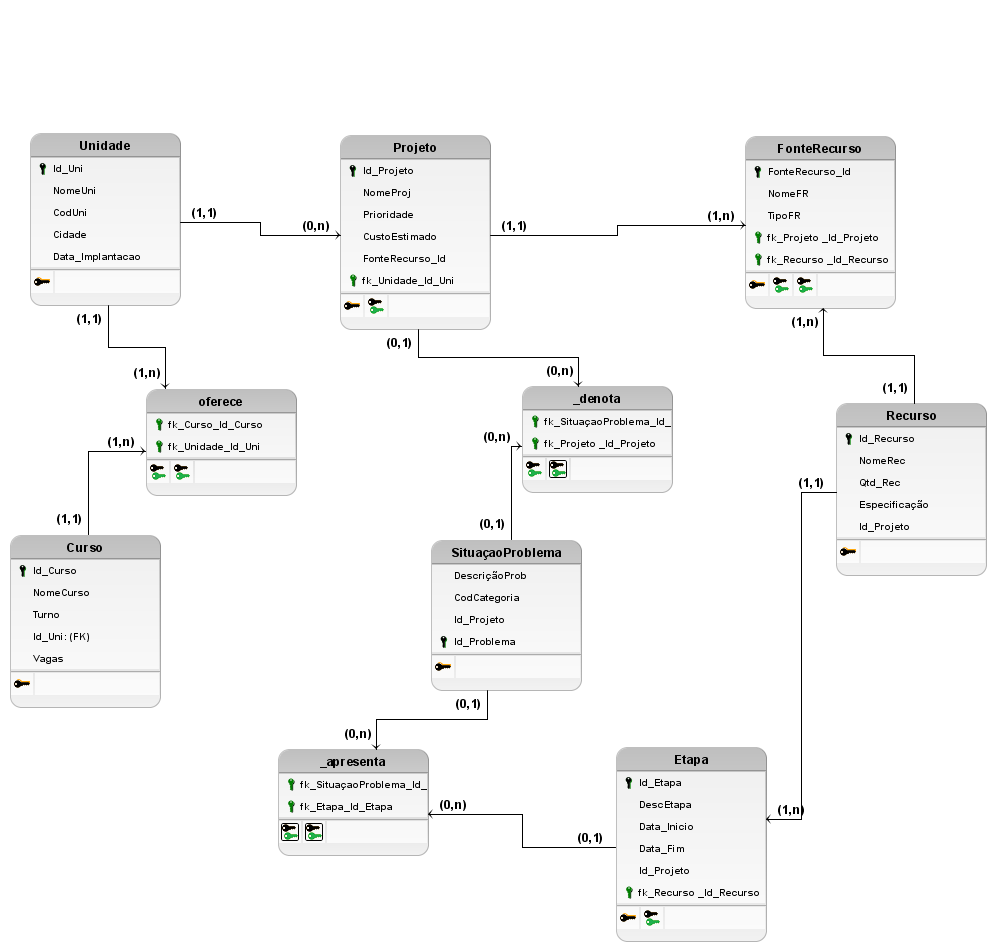 Unidade
Id_Uni
NomeUni
CodUni
Cidade
Data_Implantacao
(1,1)
(0,n)
Projeto
Id_Projeto
NomeProj
Prioridade
CustoEstimado
FonteRecurso_Id
fk_Unidade_Id_Uni
(1,1)
(1,n)
FonteRecurso
FonteRecurso_Id
NomeFR
TipoFR
fk_Projeto _Id_Projeto
fk_Recurso _Id_Recurso
(1,1)
(1,n)
oferece
fk_Curso_Id_Curso
fk_Unidade_Id_Uni
(0,1)
(0,n)
_denota
fk_SituaçaoProblema_Id_
fk_Projeto _Id_Projeto
(1,n)
(1,1)
Recurso
Id_Recurso
NomeRec
Qtd_Rec
Especificação
Id_Projeto
(1,n)
(1,1)
Curso
Id_Curso
NomeCurso
Turno
Id_Uni: (FK)
Vagas
(0,n)
(0,1)
SituaçaoProblema
DescriçãoProb
CodCategoria
Id_Projeto
Id_Problema
(1,1)
(1,n)
(0,1)
(0,n)
_apresenta
fk_SituaçaoProblema_Id_
fk_Etapa_Id_Etapa
(0,n)
(0,1)
Etapa
Id_Etapa
DescEtapa
Data_Inicio
Data_Fim
Id_Projeto
fk_Recurso _Id_Recurso